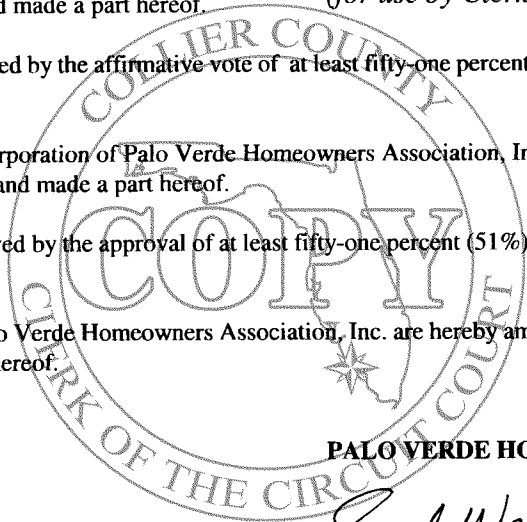 made a part hereof. (for use by Clerk
ed by the affirmative vote of at least fifty-one percent
rporation of Palo Verde Homeowners Association, In
and made a part hereof.
ed by the approval of at least fifty-one percent (51%)
o Verde Homeowners Association, Inc. are hereby am
ereof.
PALO VERDE HO
COLLIER COUNTY
COPY
CLERK OF THE CIRCUIT COURT